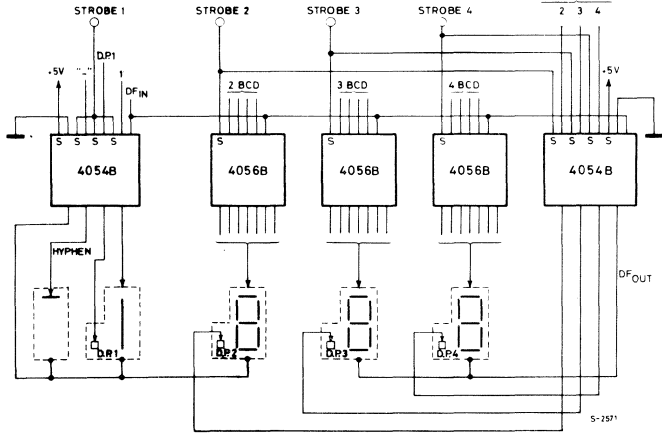 STROBE 1 STROBE 2 STROBE 3 STROBE 4
2 3 4
D.P.1
+5V "-" 1 DF IN 2 BCD 3 BCD 4 BCD +5V
S S S S S S S S S S S
4054B 4056B 4056B 4056B 4054B
HYPHEN
DF OUT
D.P.1 D.P.2 D.P.3 D.P.4
S-2571